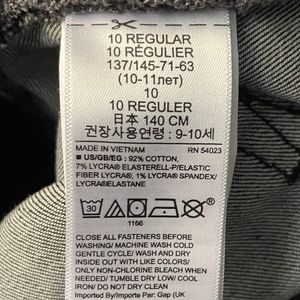 10 REGULAR
10 RÉGULIER
137/145-71-63
(10-11лет)
10
10 REGULER
日本 140 CM
권장사용연령 : 9-10세
MADE IN VIETNAM RN 54023
• US/GB/EG : 92% COTTON,
7% LYCRA® ELASTERELL-P/ELASTIC
FIBER LYCRA®, 1% LYCRA® SPANDEX/
LYCRA®ELASTANE
30
1166
CLOSE ALL FASTENERS BEFORE
WASHING/ MACHINE WASH COLD
GENTLE CYCLE/ WASH AND DRY
INSIDE OUT WITH LIKE COLORS/
ONLY NON-CHLORINE BLEACH WHEN
NEEDED/ TUMBLE DRY LOW/ COOL
IRON/ DO NOT DRY CLEAN
Imported By/Importe Par: Gap (UK